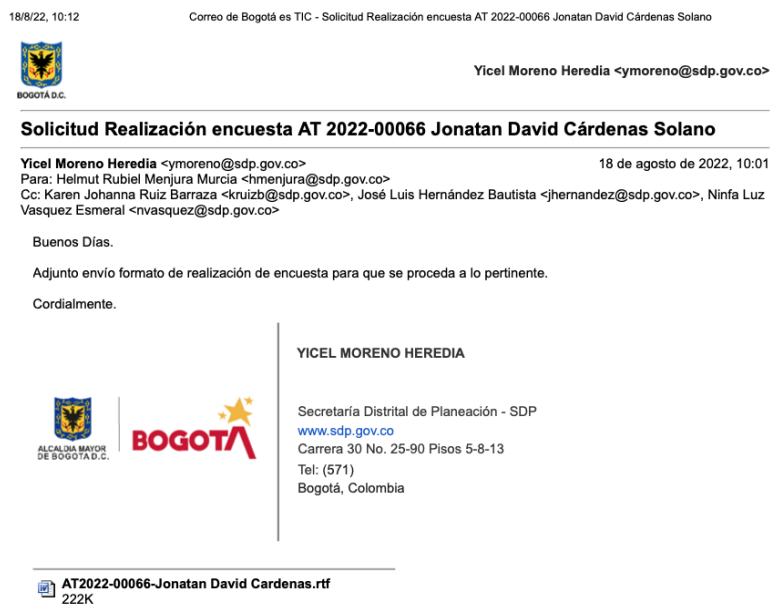 18/8/22, 10:12
Correo de Bogotá es TIC - Solicitud Realización encuesta AT 2022-00066 Jonatan David Cárdenas Solano
BOGOTÁ D.C.
Yicel Moreno Heredia <ymoreno@sdp.gov.co>
Solicitud Realización encuesta AT 2022-00066 Jonatan David Cárdenas Solano
Yicel Moreno Heredia <ymoreno@sdp.gov.co>
18 de agosto de 2022, 10:01
Para: Helmut Rubiel Menjura Murcia <hmenjura@sdp.gov.co>
Cc: Karen Johanna Ruiz Barraza <kruizb@sdp.gov.co>, José Luis Hernández Bautista <jhernandez@sdp.gov.co>, Ninfa Luz
Vasquez Esmeral <nvasquez@sdp.gov.co>
Buenos Días.
Adjunto envío formato de realización de encuesta para que se proceda a lo pertinente.
Cordialmente.
ALCALDIA MAYOR
DE BOGOTA D.C.
BOGOTÁ
YICEL MORENO HEREDIA
Secretaría Distrital de Planeación - SDP
www.sdp.gov.co
Carrera 30 No. 25-90 Pisos 5-8-13
Tel: (571)
Bogotá, Colombia
AT2022-00066-Jonatan David Cardenas.rtf
222K